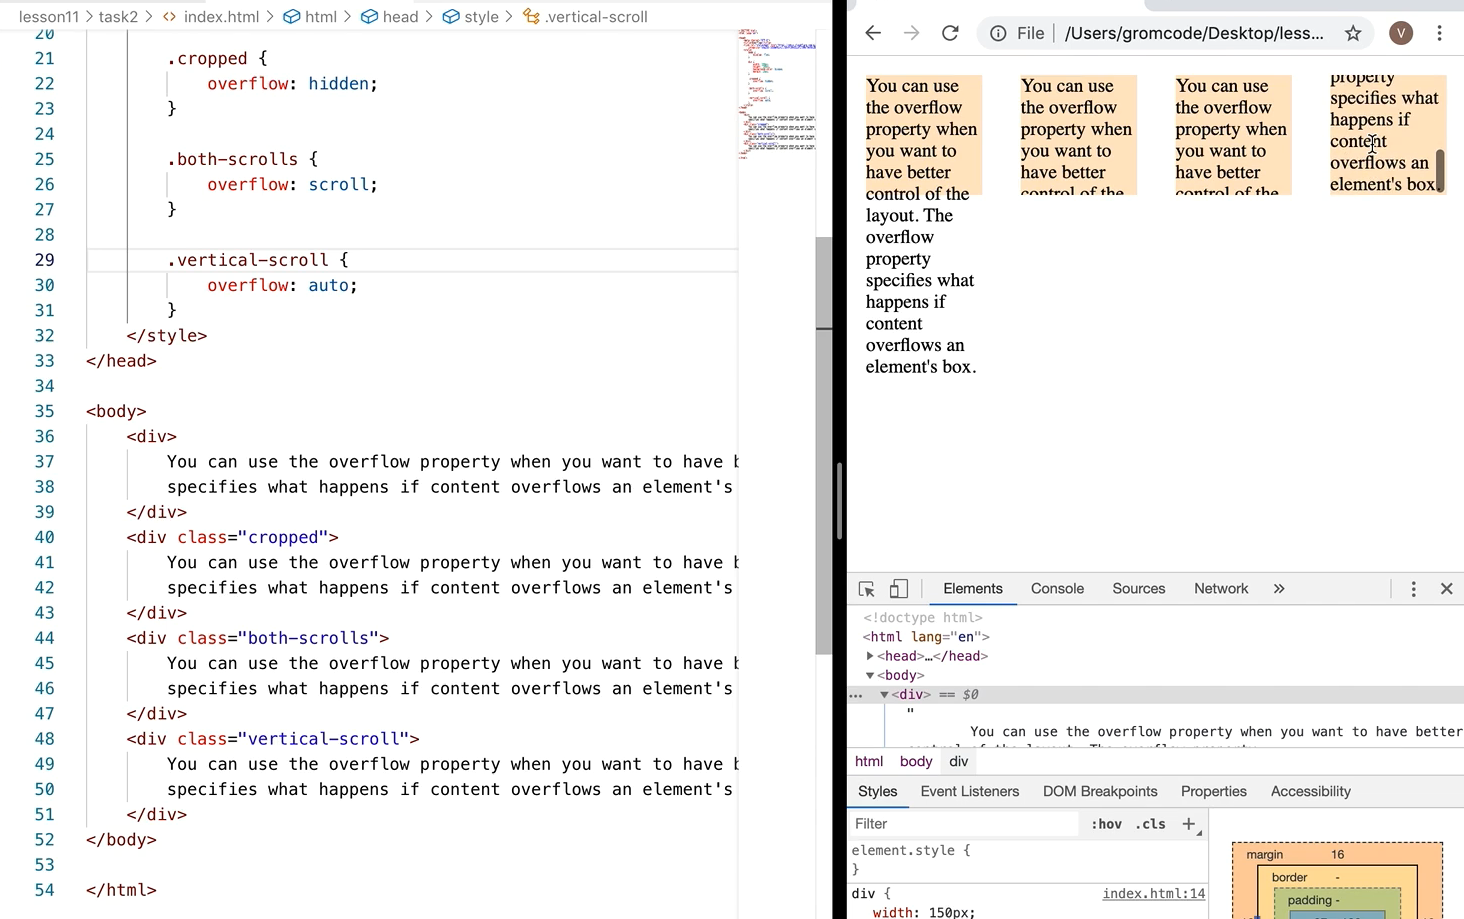 lesson11 > task2 > <> index.html > html > head > style > .vertical-scroll
20
21 .cropped {
22 overflow: hidden;
23 }
24
25 .both-scrolls {
26 overflow: scroll;
27 }
28
29 .vertical-scroll {
30 overflow: auto;
31 }
32 </style>
33 </head>
34
35 <body>
36 <div>
37 You can use the overflow property when you want to have b
38 specifies what happens if content overflows an element's
39 </div>
40 <div class="cropped">
41 You can use the overflow property when you want to have b
42 specifies what happens if content overflows an element's
43 </div>
44 <div class="both-scrolls">
45 You can use the overflow property when you want to have b
46 specifies what happens if content overflows an element's
47 </div>
48 <div class="vertical-scroll">
49 You can use the overflow property when you want to have b
50 specifies what happens if content overflows an element's
51 </div>
52 </body>
53
54 </html>
File | /Users/gromcode/Desktop/less... V
You can use
the overflow
property when
you want to
have better
control of the
layout. The
overflow
property
specifies what
happens if
content
overflows an
element's box.
You can use
the overflow
property when
you want to
have better
control of the
You can use
the overflow
property when
you want to
have better
control of the
property
specifies what
happens if
content
overflows an
element's box.
Elements Console Sources Network »
<!doctype html>
<html lang="en">
<head>…</head>
<body>
... <div> == $0
"
You can use the overflow property when you want to have better
control of the layout. The overflow property
html body div
Styles Event Listeners DOM Breakpoints Properties Accessibility
Filter :hov .cls +
element.style {
}
div { index.html:14
width: 150px;
margin 16
border -
padding -